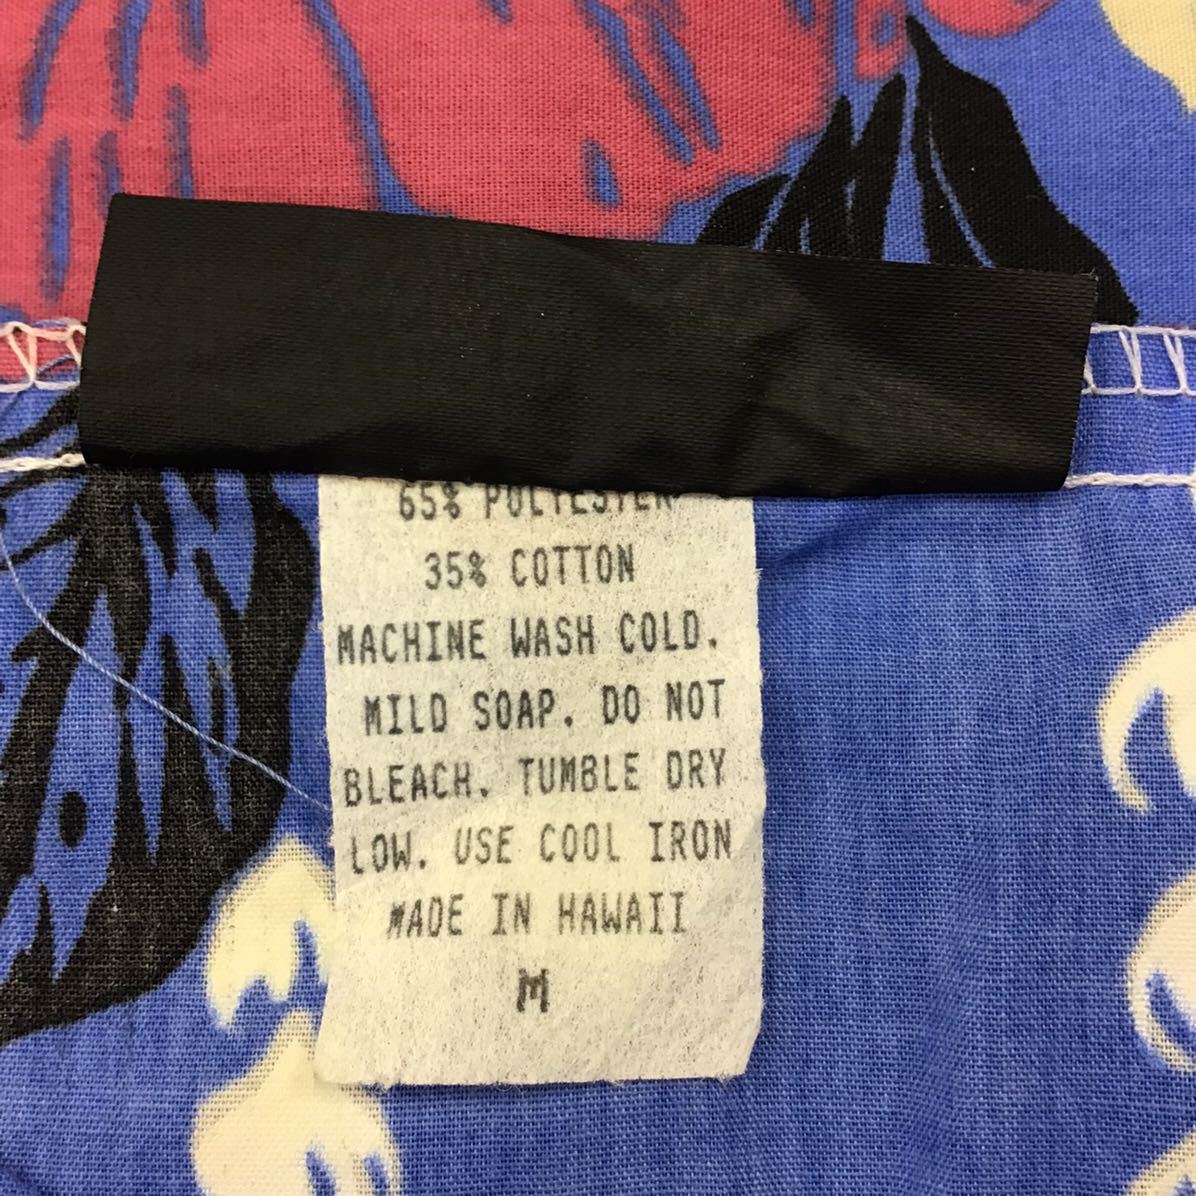 65% POLYESTER
35% COTTON
MACHINE WASH COLD.
MILD SOAP. DO NOT
BLEACH. TUMBLE DRY
LOW. USE COOL IRON
MADE IN HAWAII
M